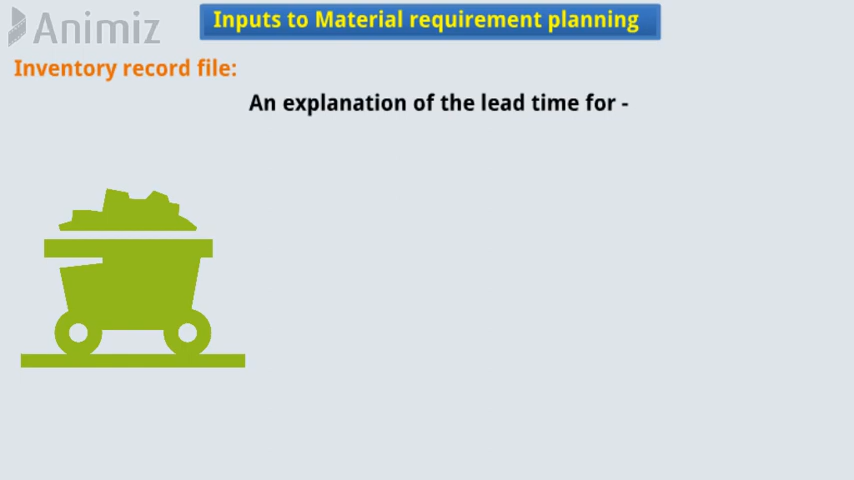 Animiz
Inputs to Material requirement planning
Inventory record file:
An explanation of the lead time for -